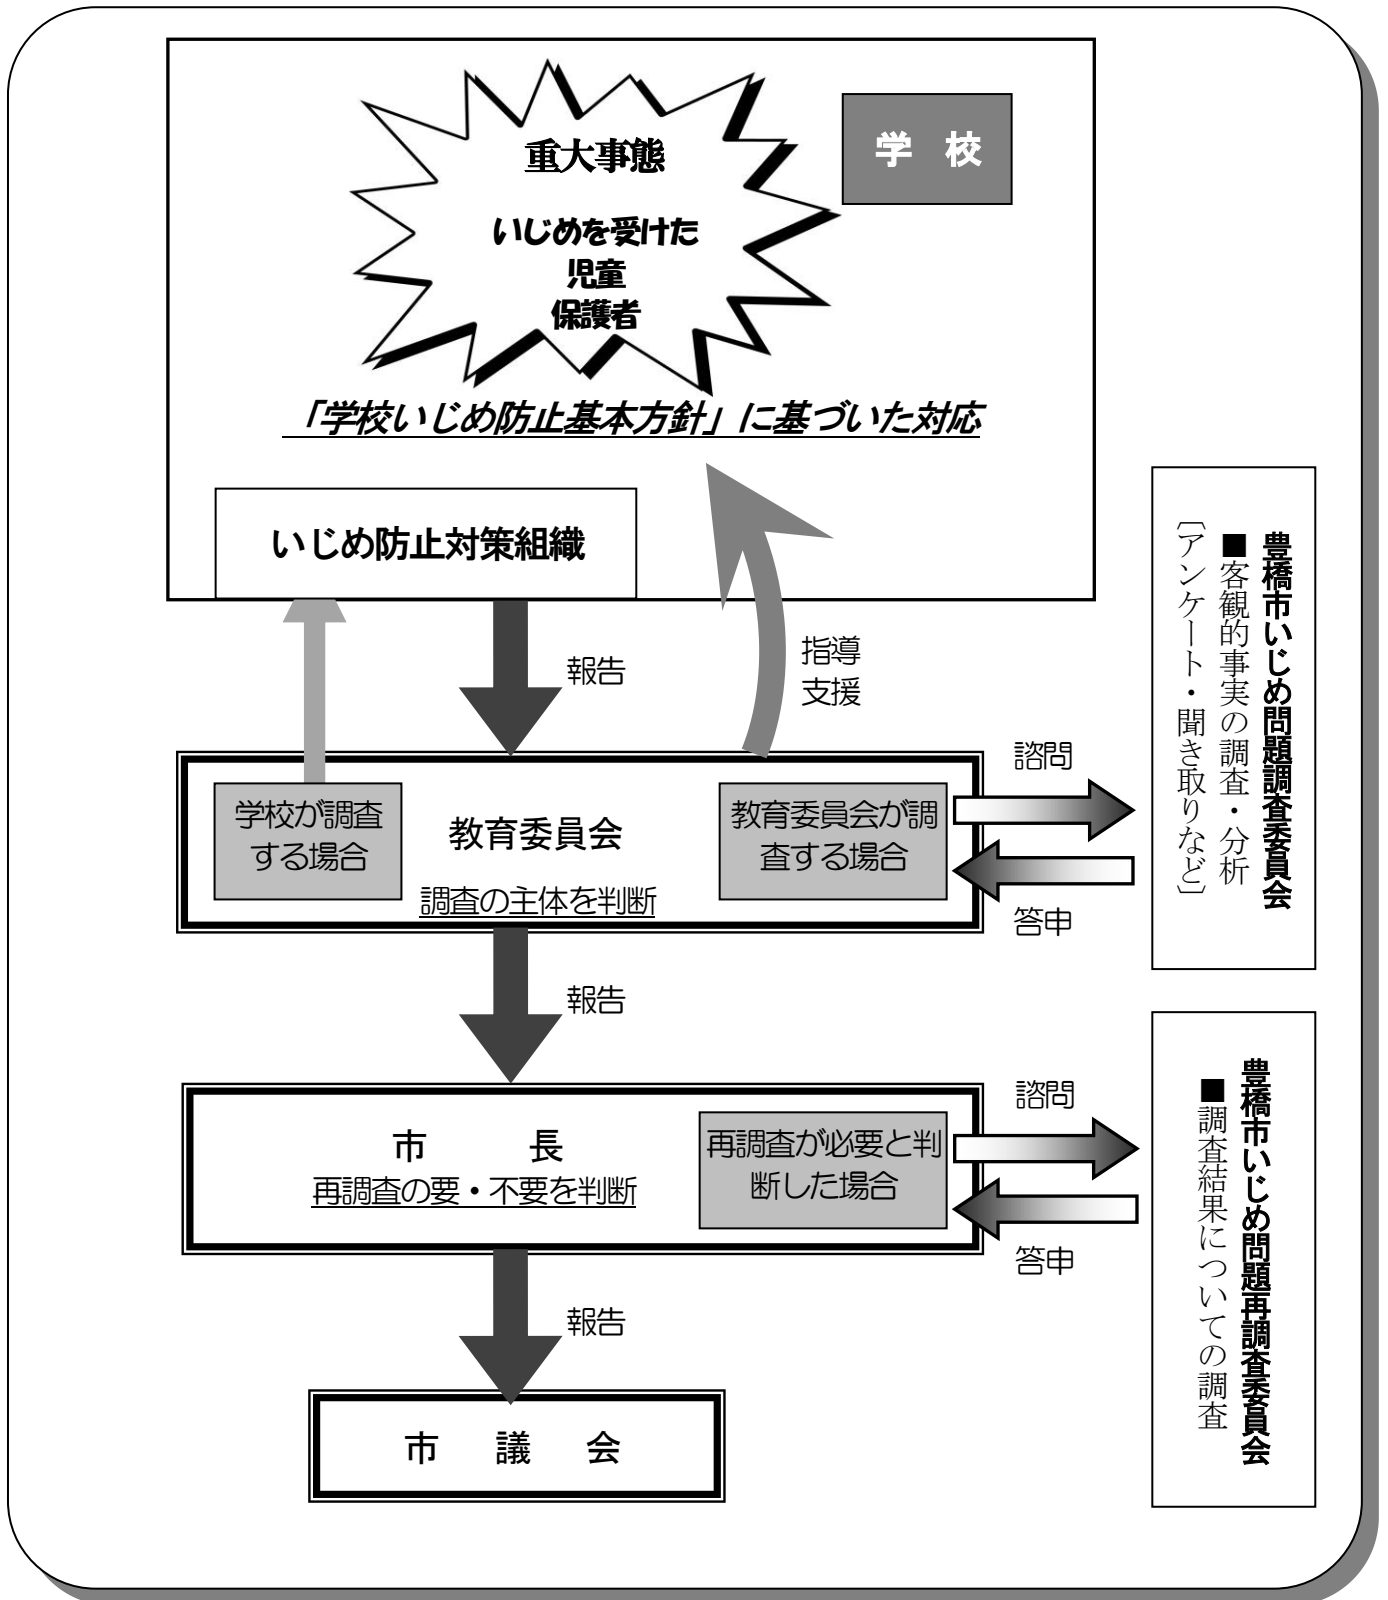 重大事態
いじめを受けた
児童
保護者
学　校
「学校いじめ防止基本方針」に基づいた対応
いじめ防止対策組織
報告
指導
支援
学校が調査
する場合
教育委員会
調査の主体を判断
教育委員会が調
査する場合
諮問
答申
豊橋市いじめ問題調査委員会
■客観的事実の調査・分析
〔アンケート・聞き取りなど〕
報告
市　長
再調査の要・不要を判断
再調査が必要と判
断した場合
諮問
答申
豊橋市いじめ問題再調査委員会
■調査結果についての調査
報告
市　議　会